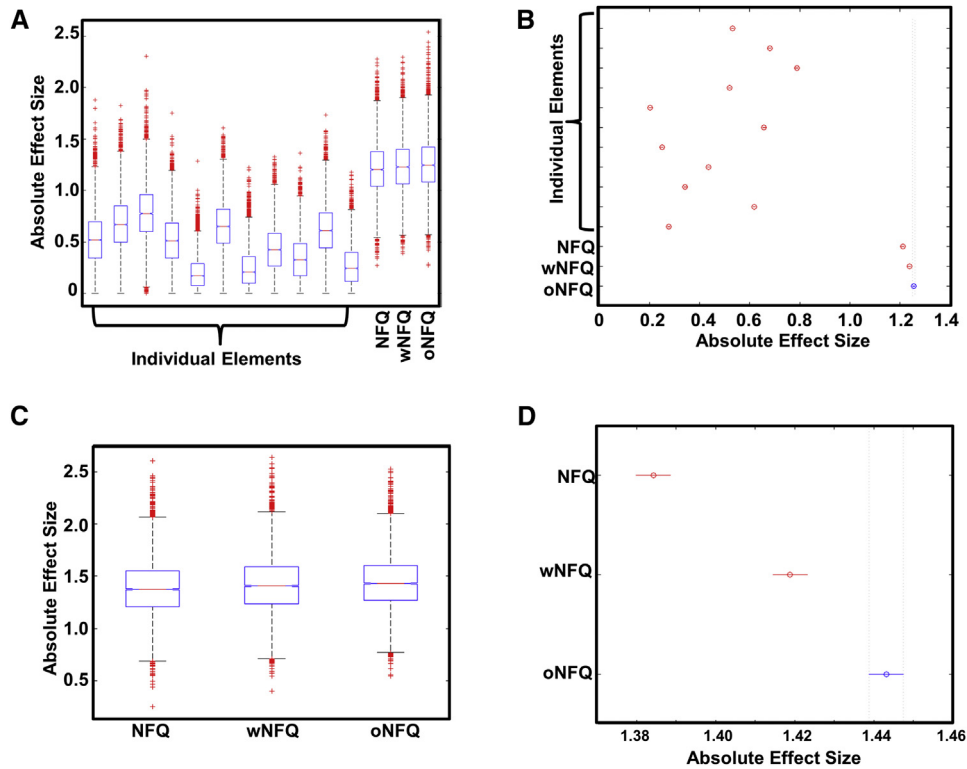 A
Absolute Effect Size
2.5
2.0
1.5
1.0
0.5
0
Individual Elements
NFQ
wNFQ
oNFQ
B
Individual Elements
NFQ
wNFQ
oNFQ
0 0.2 0.4 0.6 0.8 1.0 1.2 1.4
Absolute Effect Size
C
Absolute Effect Size
2.5
2.0
1.5
1.0
0.5
NFQ wNFQ oNFQ
D
NFQ
wNFQ
oNFQ
1.38 1.40 1.42 1.44 1.46
Absolute Effect Size